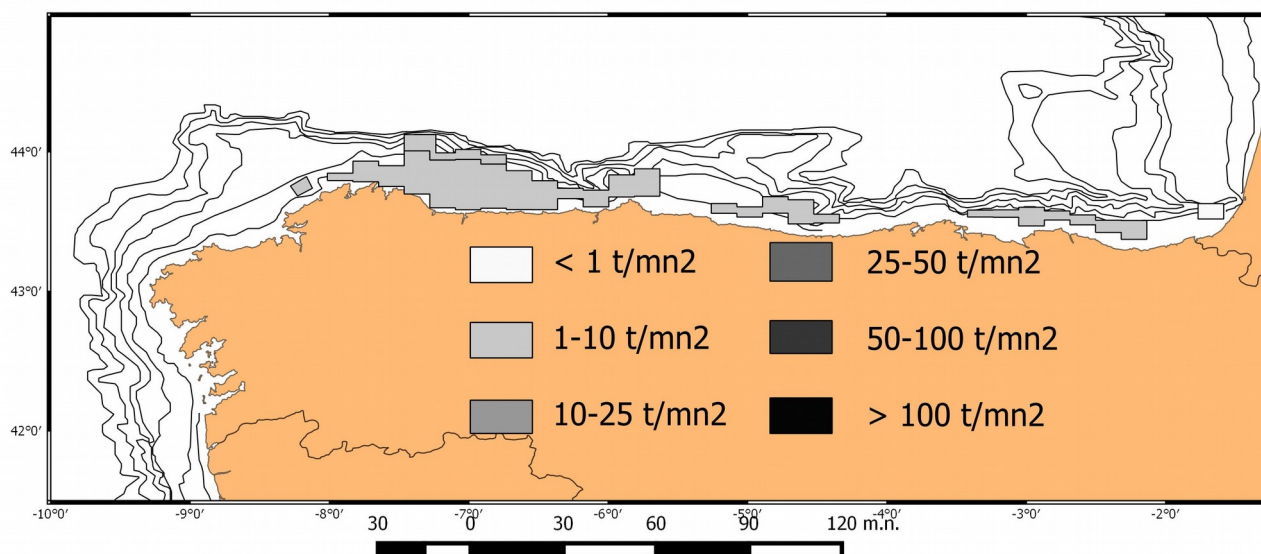 44°0′
43°0′
42°0′
< 1 t/mn2
25-50 t/mn2
1-10 t/mn2
50-100 t/mn2
10-25 t/mn2
> 100 t/mn2
-10°0′ -9°0′ -8°0′ -7°0′ -6°0′ -5°0′ -4°0′ -3°0′ -2°0′
30 0 30 60 90 120 m.n.